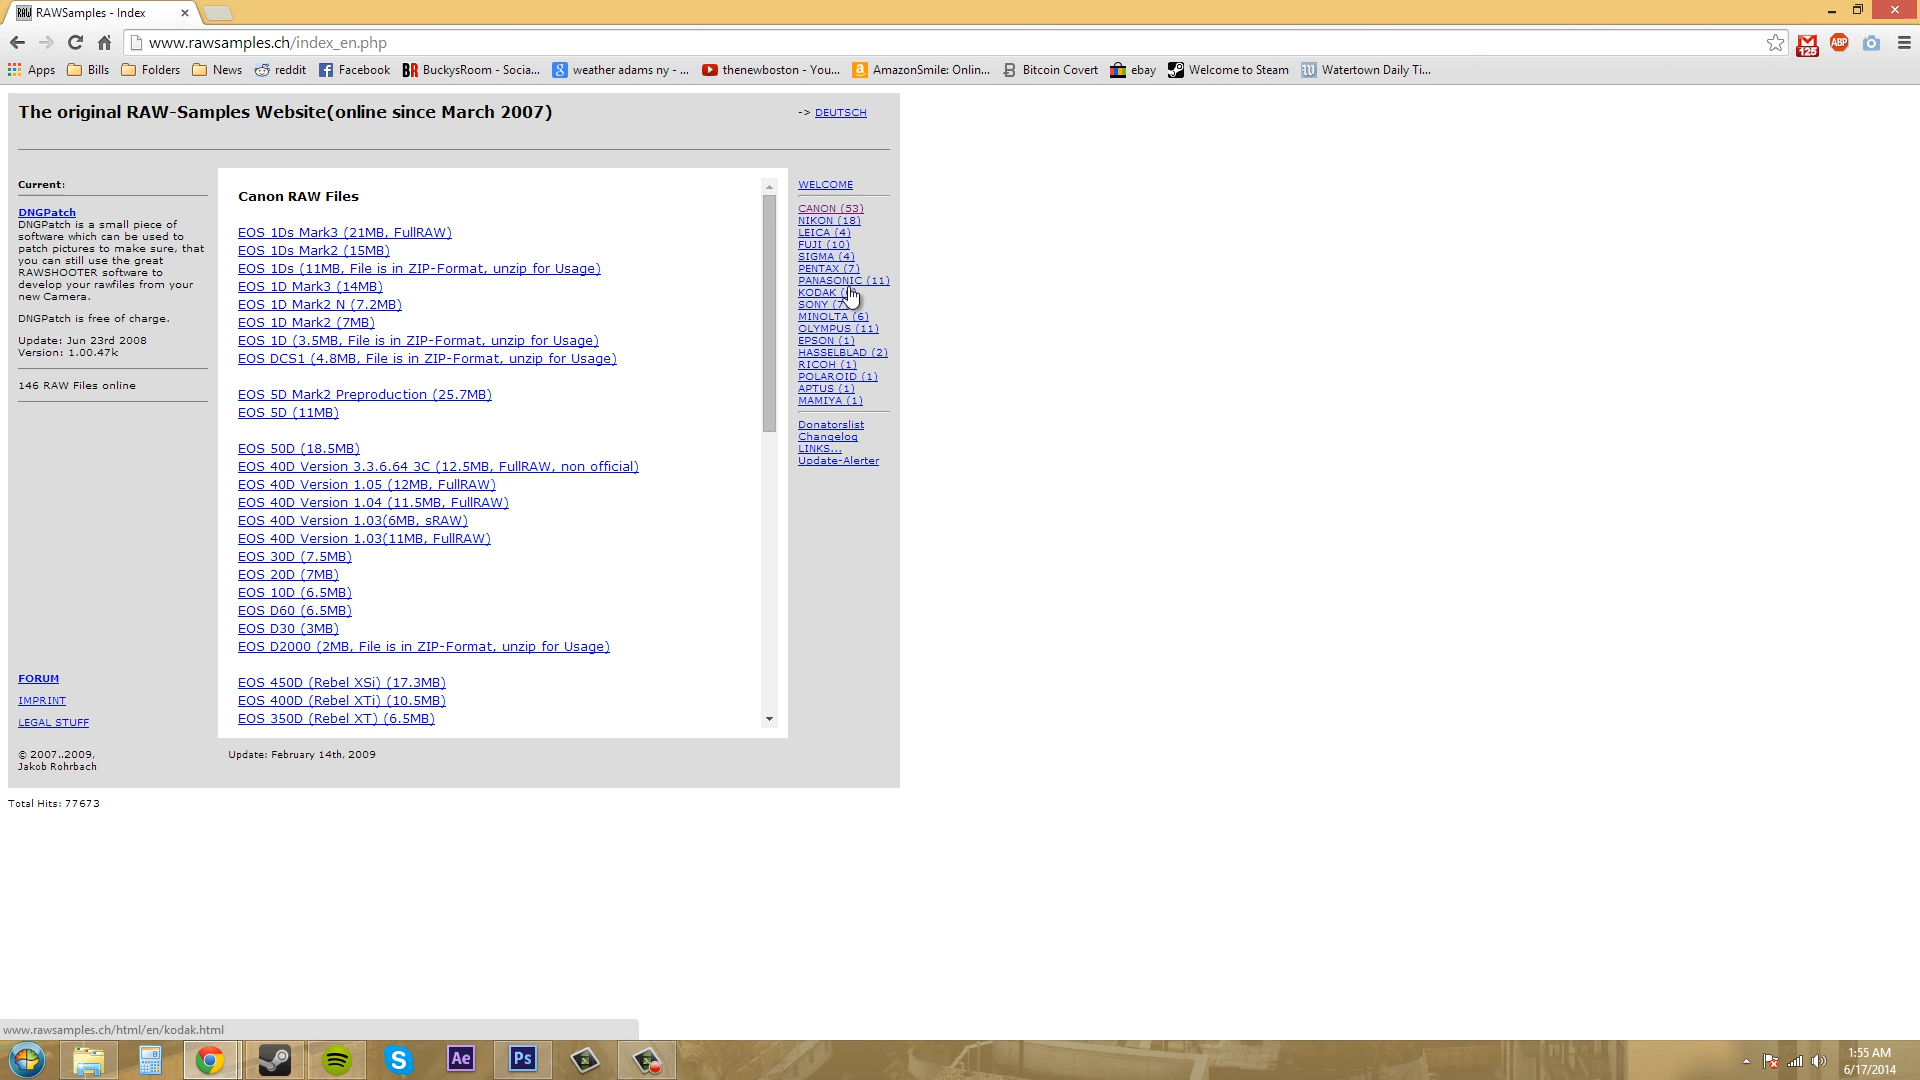 RAWSamples - Index
www.rawsamples.ch/index_en.php
125
ABP
Apps Bills Folders News reddit Facebook BuckysRoom - Socia... weather adams ny - ... thenewboston - You... AmazonSmile: Onlin... Bitcoin Covert ebay Welcome to Steam Watertown Daily Ti...
The original RAW-Samples Website(online since March 2007)
-> DEUTSCH
Current:
DNGPatch
DNGPatch is a small piece of
software which can be used to
patch pictures to make sure, that
you can still use the great
RAWSHOOTER software to
develop your rawfiles from your
new Camera.
DNGPatch is free of charge.
Update: Jun 23rd 2008
Version: 1.00.47k
146 RAW Files online
FORUM
IMPRINT
LEGAL STUFF
© 2007..2009,
Jakob Rohrbach
Canon RAW Files
EOS 1Ds Mark3 (21MB, FullRAW)
EOS 1Ds Mark2 (15MB)
EOS 1Ds (11MB, File is in ZIP-Format, unzip for Usage)
EOS 1D Mark3 (14MB)
EOS 1D Mark2 N (7.2MB)
EOS 1D Mark2 (7MB)
EOS 1D (3.5MB, File is in ZIP-Format, unzip for Usage)
EOS DCS1 (4.8MB, File is in ZIP-Format, unzip for Usage)
EOS 5D Mark2 Preproduction (25.7MB)
EOS 5D (11MB)
EOS 50D (18.5MB)
EOS 40D Version 3.3.6.64 3C (12.5MB, FullRAW, non official)
EOS 40D Version 1.05 (12MB, FullRAW)
EOS 40D Version 1.04 (11.5MB, FullRAW)
EOS 40D Version 1.03(6MB, sRAW)
EOS 40D Version 1.03(11MB, FullRAW)
EOS 30D (7.5MB)
EOS 20D (7MB)
EOS 10D (6.5MB)
EOS D60 (6.5MB)
EOS D30 (3MB)
EOS D2000 (2MB, File is in ZIP-Format, unzip for Usage)
EOS 450D (Rebel XSi) (17.3MB)
EOS 400D (Rebel XTi) (10.5MB)
EOS 350D (Rebel XT) (6.5MB)
Update: February 14th, 2009
WELCOME
CANON (53)
NIKON (18)
LEICA (4)
FUJI (10)
SIGMA (4)
PENTAX (7)
PANASONIC (11)
KODAK
SONY (7
MINOLTA (6)
OLYMPUS (11)
EPSON (1)
HASSELBLAD (2)
RICOH (1)
POLAROID (1)
APTUS (1)
MAMIYA (1)
Donatorslist
Changelog
LINKS...
Update-Alerter
Total Hits: 77673
www.rawsamples.ch/html/en/kodak.html
Ae
Ps
1:55 AM
6/17/2014